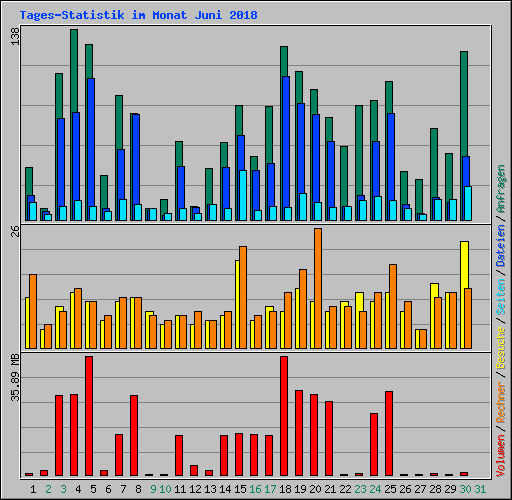 Tages-Statistik im Monat Juni 2018
138
26
35.89 MB
Volumen / Rechner / Besuche / Seiten / Dateien / Anfragen
1 2 3 4 5 6 7 8 9 10 11 12 13 14 15 16 17 18 19 20 21 22 23 24 25 26 27 28 29 30 31